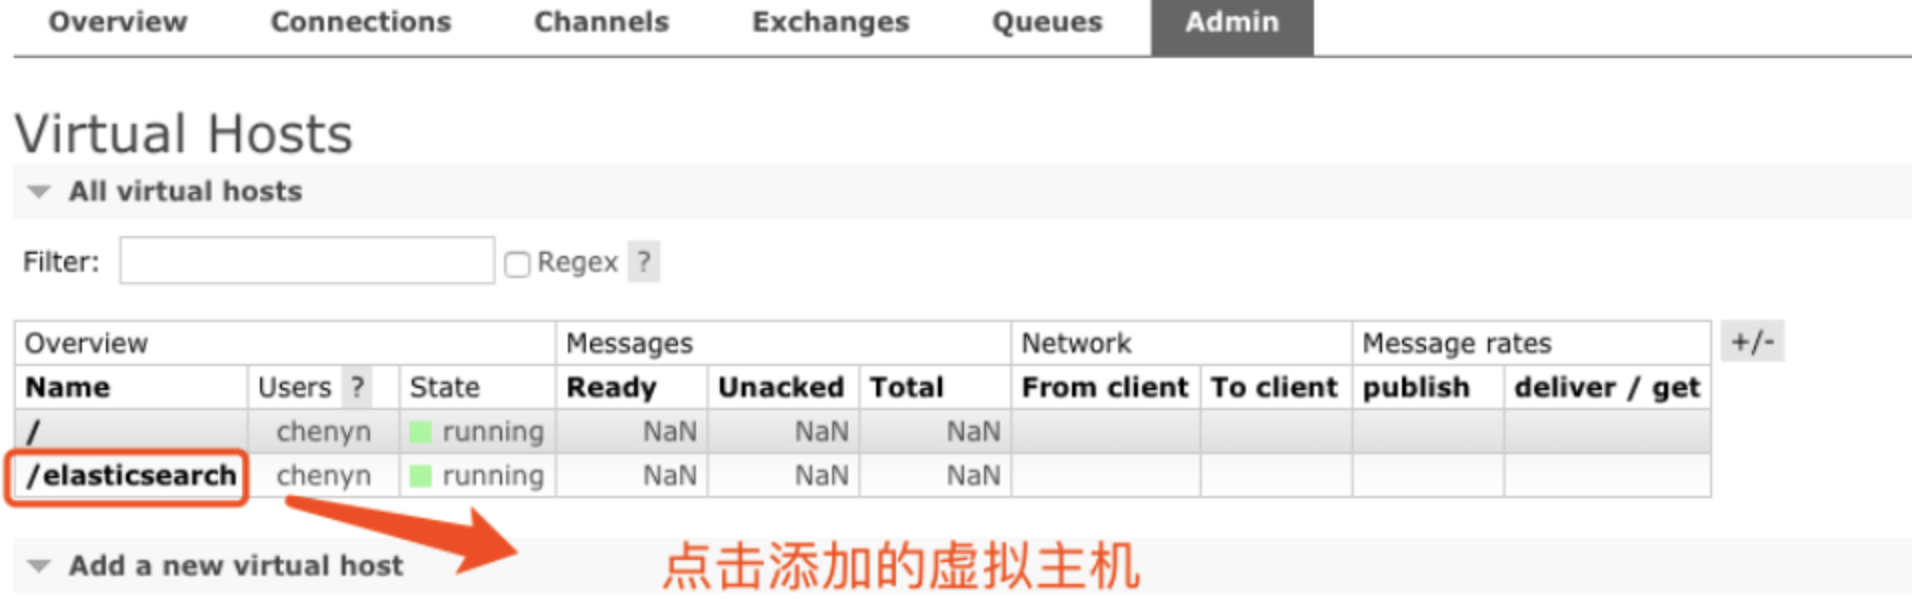 Overview Connections Channels Exchanges Queues Admin
Virtual Hosts
All virtual hosts
Filter: Regex ?
Overview Messages Network Message rates +/-
Name Users ? State Ready Unacked Total From client To client publish deliver / get
/ chenyn running NaN NaN NaN
/elasticsearch chenyn running NaN NaN NaN
Add a new virtual host
点击添加的虚拟主机